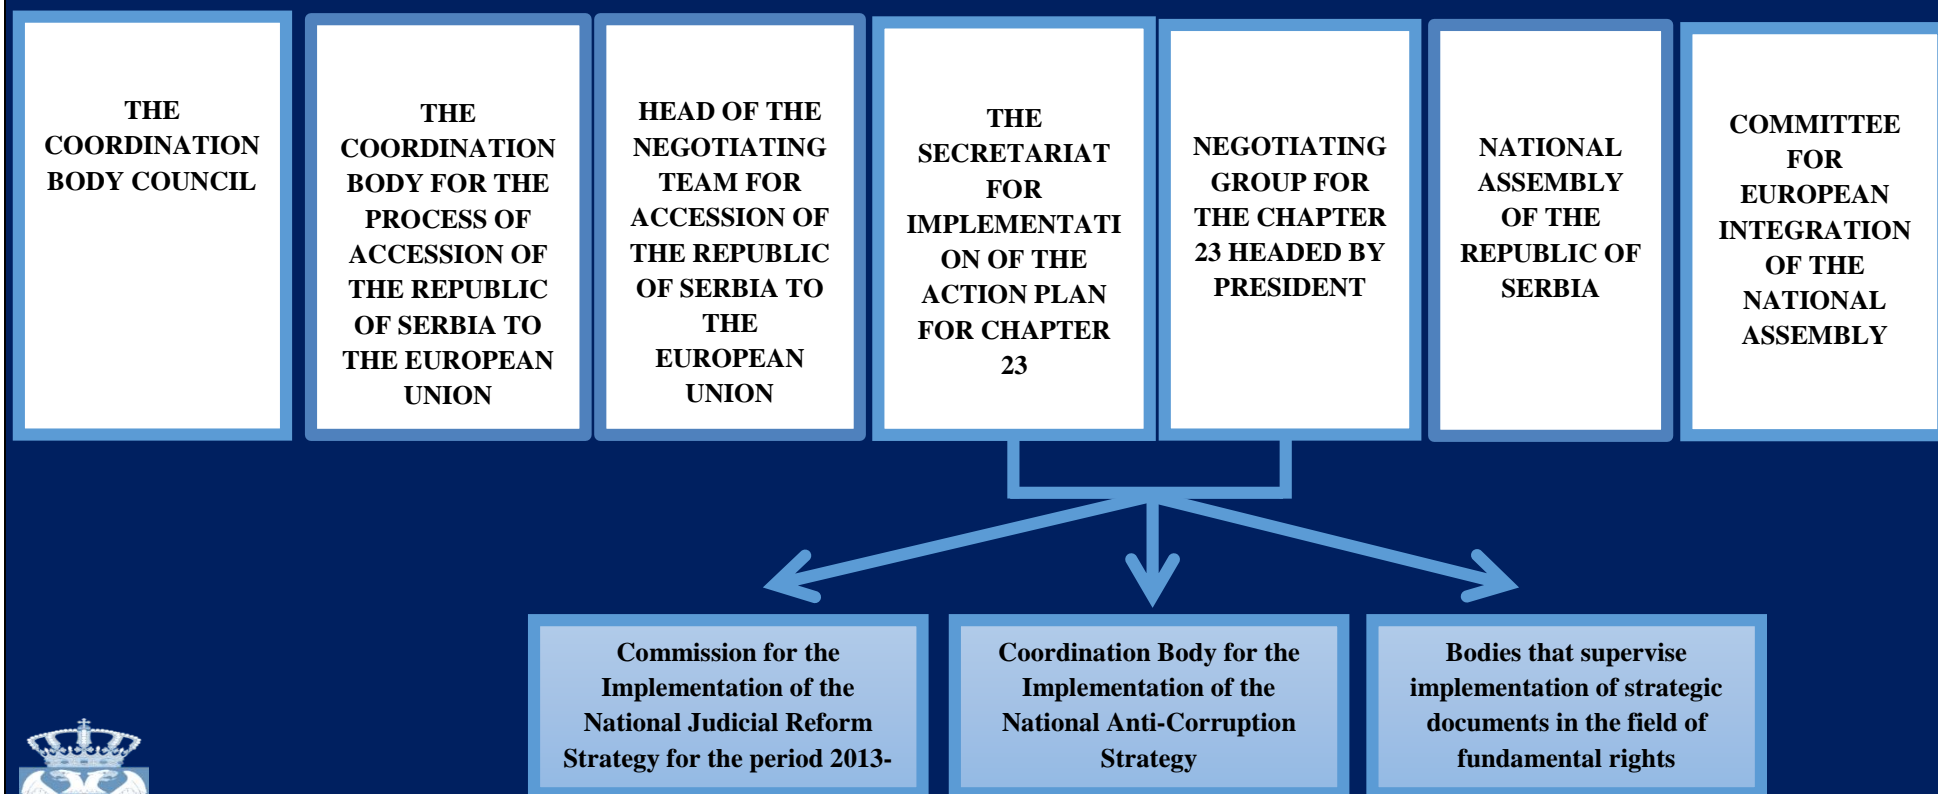 THE
COORDINATION
BODY COUNCIL
THE
COORDINATION
BODY FOR THE
PROCESS OF
ACCESSION OF
THE REPUBLIC
OF SERBIA TO
THE EUROPEAN
UNION
HEAD OF THE
NEGOTIATING
TEAM FOR
ACCESSION OF
THE REPUBLIC
OF SERBIA TO
THE
EUROPEAN
UNION
THE
SECRETARIAT
FOR
IMPLEMENTATI
ON OF THE
ACTION PLAN
FOR CHAPTER
23
NEGOTIATING
GROUP FOR
THE CHAPTER
23 HEADED BY
PRESIDENT
NATIONAL
ASSEMBLY
OF THE
REPUBLIC OF
SERBIA
COMMITTEE
FOR
EUROPEAN
INTEGRATION
OF THE
NATIONAL
ASSEMBLY
Commission for the
Implementation of the
National Judicial Reform
Strategy for the period 2013-
Coordination Body for the
Implementation of the
National Anti-Corruption
Strategy
Bodies that supervise
implementation of strategic
documents in the field of
fundamental rights